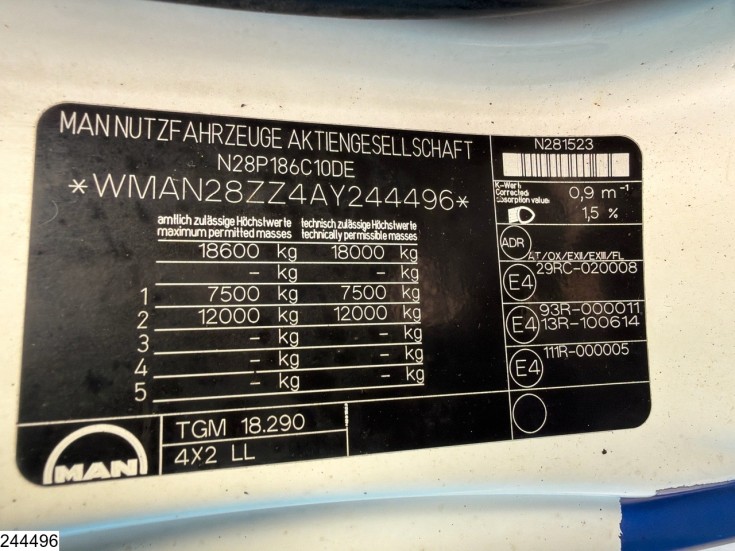 MAN NUTZFAHRZEUGE AKTIENGESELLSCHAFT
N28P186C10DE
*WMAN28ZZ4AY244496*
amtlich zulässige Höchstwerte technisch zulässige Höchstwerte
maximum permitted masses technically permissible masses
18600 kg 18000 kg
- kg - kg
1 7500 kg 7500 kg
2 12000 kg 12000 kg
3 - kg - kg
4 - kg - kg
5 - kg - kg
MAN
TGM 18.290
4X2 LL
N281523
K-Wert:
Corrected
absorption value:
0,9 m⁻¹
1,5 %
ADR
AT/OX/EXII/EXIII/FL
E4 29RC-020008
E4 93R-000011
13R-100614
E4 111R-000005
244496